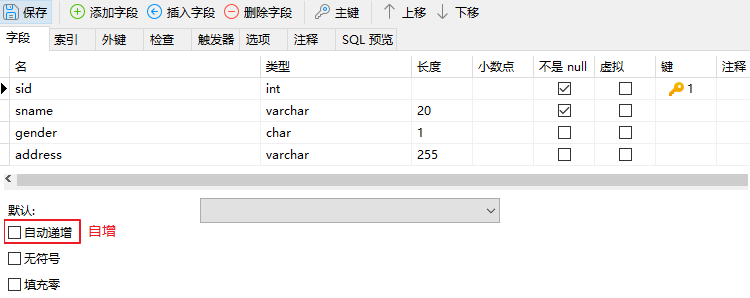 保存 添加字段 插入字段 删除字段 主键 上移 下移
字段 索引 外键 检查 触发器 选项 注释 SQL 预览
名 类型 长度 小数点 不是 null 虚拟 键 注释
sid int 1
sname varchar 20
gender char 1
address varchar 255
默认:
自动递增 自增
无符号
填充零